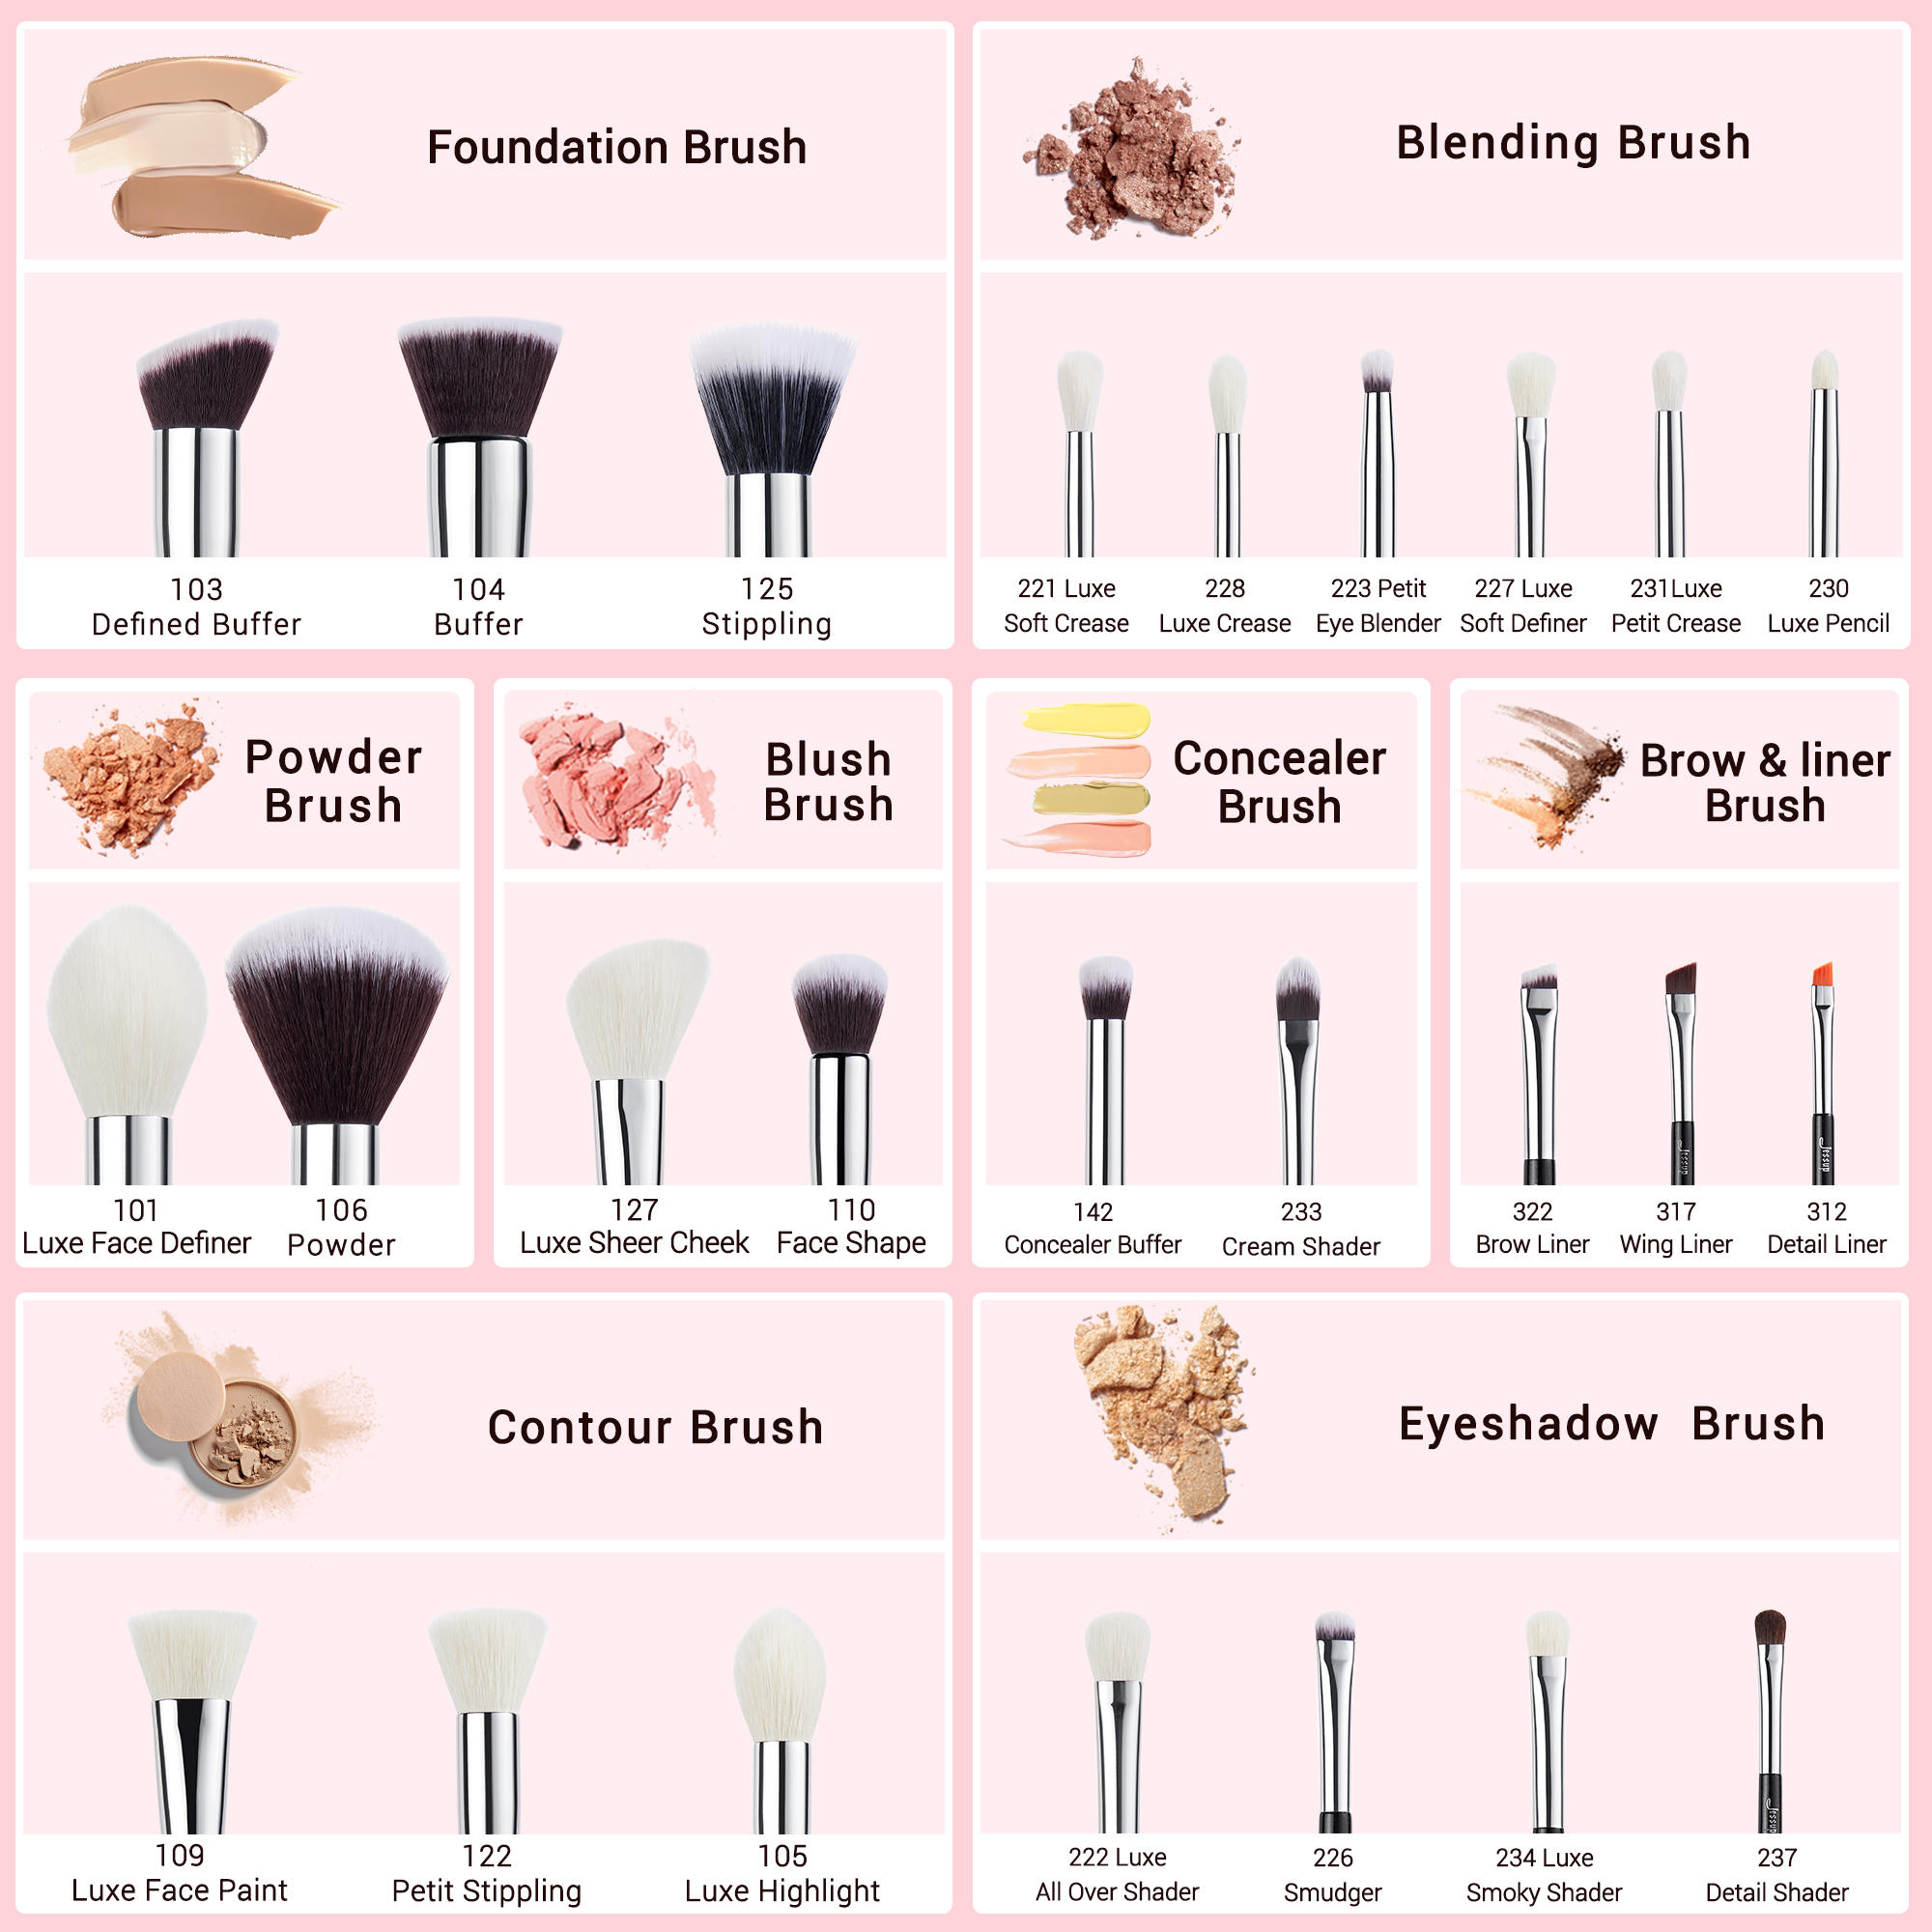 Foundation Brush
103
Defined Buffer
104
Buffer
125
Stippling
Blending Brush
221 Luxe
Soft Crease
228
Luxe Crease
223 Petit
Eye Blender
227 Luxe
Soft Definer
231Luxe
Petit Crease
230
Luxe Pencil
Powder
Brush
101
Luxe Face Definer
106
Powder
Blush
Brush
127
Luxe Sheer Cheek
110
Face Shape
Concealer
Brush
142
Concealer Buffer
233
Cream Shader
Brow & liner
Brush
Jessup
Jessup
322
Brow Liner
317
Wing Liner
312
Detail Liner
Contour Brush
109
Luxe Face Paint
122
Petit Stippling
105
Luxe Highlight
Eyeshadow Brush
Jessup
222 Luxe
All Over Shader
226
Smudger
234 Luxe
Smoky Shader
237
Detail Shader